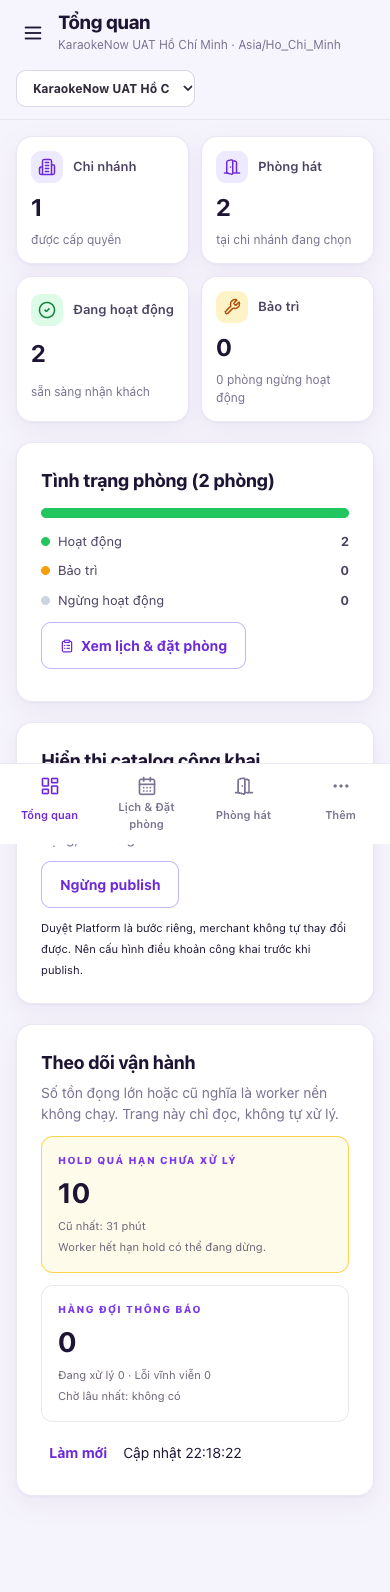 Tổng quan
KaraokeNow UAT Hồ Chí Minh · Asia/Ho_Chi_Minh
KaraokeNow UAT Hồ C
Chi nhánh
1
được cấp quyền
Phòng hát
2
tại chi nhánh đang chọn
Đang hoạt động
2
sẵn sàng nhận khách
Bảo trì
0
0 phòng ngừng hoạt
động
Tình trạng phòng (2 phòng)
Hoạt động 2
Bảo trì 0
Ngừng hoạt động 0
Xem lịch & đặt phòng
Hiển thị catalog công khai
Tổng quan
Lịch & Đặt
phòng
Phòng hát
Thêm
Ngừng publish
Duyệt Platform là bước riêng, merchant không tự thay đổi
được. Nên cấu hình điều khoản công khai trước khi
publish.
Theo dõi vận hành
Số tồn đọng lớn hoặc cũ nghĩa là worker nền
không chạy. Trang này chỉ đọc, không tự xử lý.
HOLD QUÁ HẠN CHƯA XỬ LÝ
10
Cũ nhất: 31 phút
Worker hết hạn hold có thể đang dừng.
HÀNG ĐỢI THÔNG BÁO
0
Đang xử lý 0 · Lỗi vĩnh viễn 0
Chờ lâu nhất: không có
Làm mới Cập nhật 22:18:22